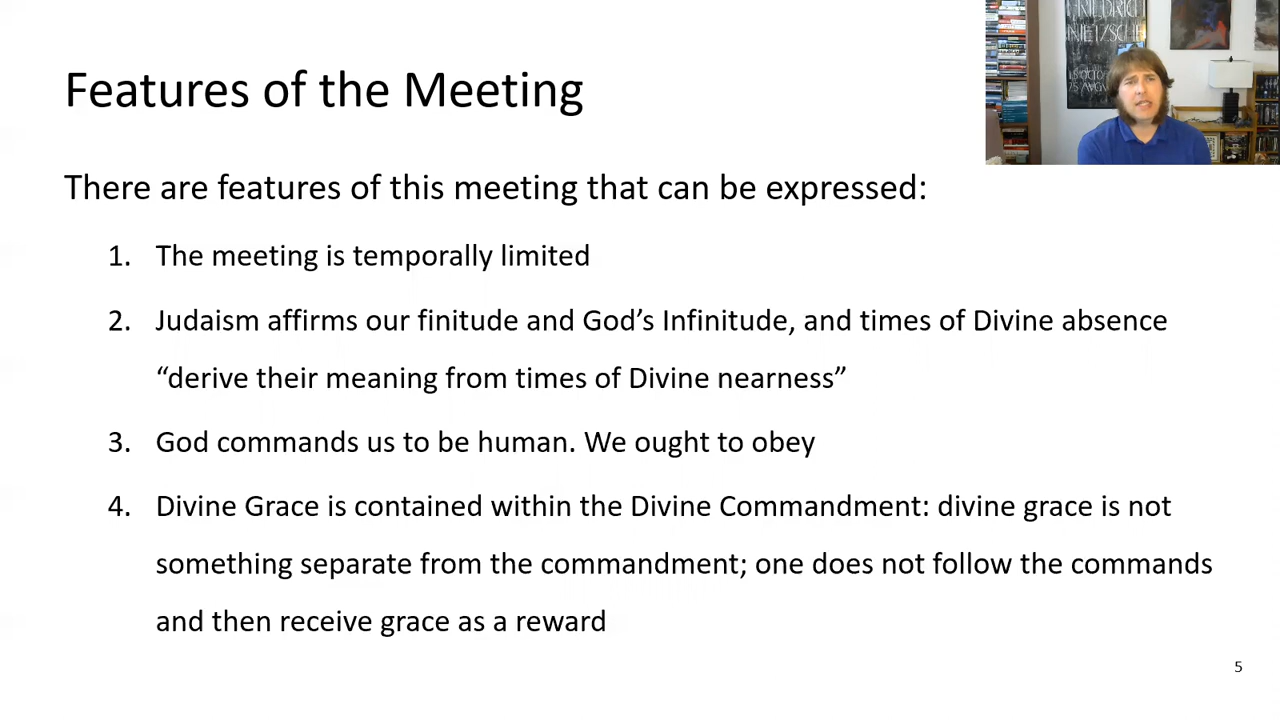 Features of the Meeting
FRIEDRICH
NIETZSCHE
There are features of this meeting that can be expressed:
1. The meeting is temporally limited
2. Judaism affirms our finitude and God’s Infinitude, and times of Divine absence
“derive their meaning from times of Divine nearness”
3. God commands us to be human. We ought to obey
4. Divine Grace is contained within the Divine Commandment: divine grace is not
something separate from the commandment; one does not follow the commands
and then receive grace as a reward
5